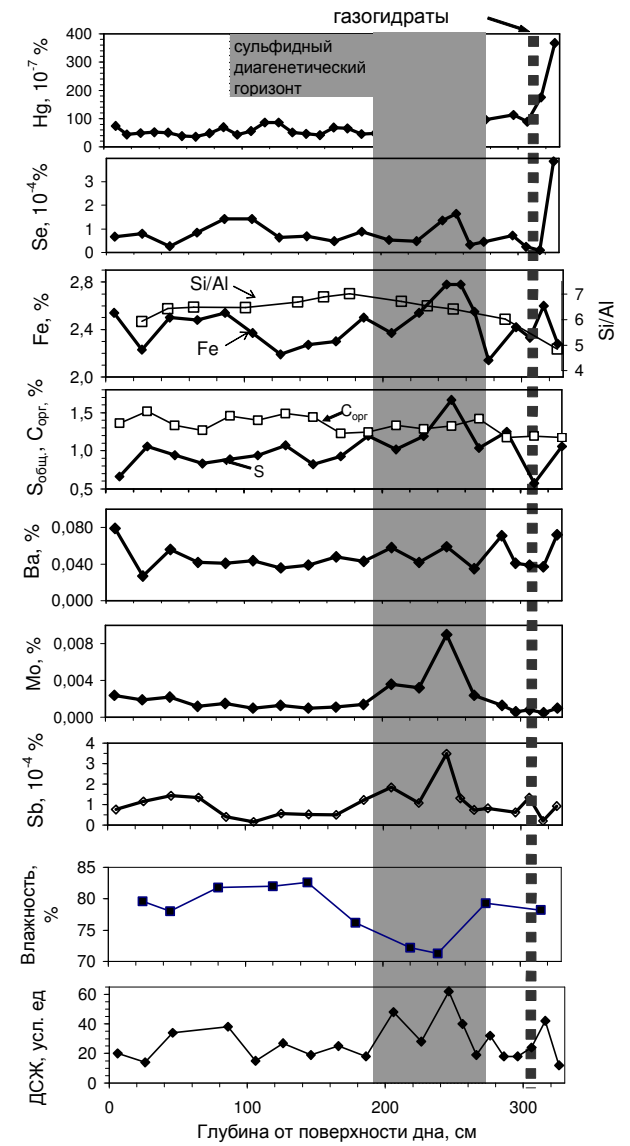 газогидраты
сульфидный
диагенетический
горизонт
Hg, 10⁻⁷ %
400
300
200
100
0
Se, 10⁻⁴%
3
2
1
0
Fe, %
2,8
2,4
2,0
Si/Al
Fe
7
6
5
4
Si/Al
Sобщ., Cорг, %
1,5
1,0
0,5
Cорг
S
Ba, %
0,080
0,040
0,000
Mo, %
0,008
0,004
0,000
Sb, 10⁻⁴ %
4
3
2
1
0
Влажность,
%
85
80
75
70
ДСЖ, усл. ед
60
40
20
0
0 100 200 300
Глубина от поверхности дна, см